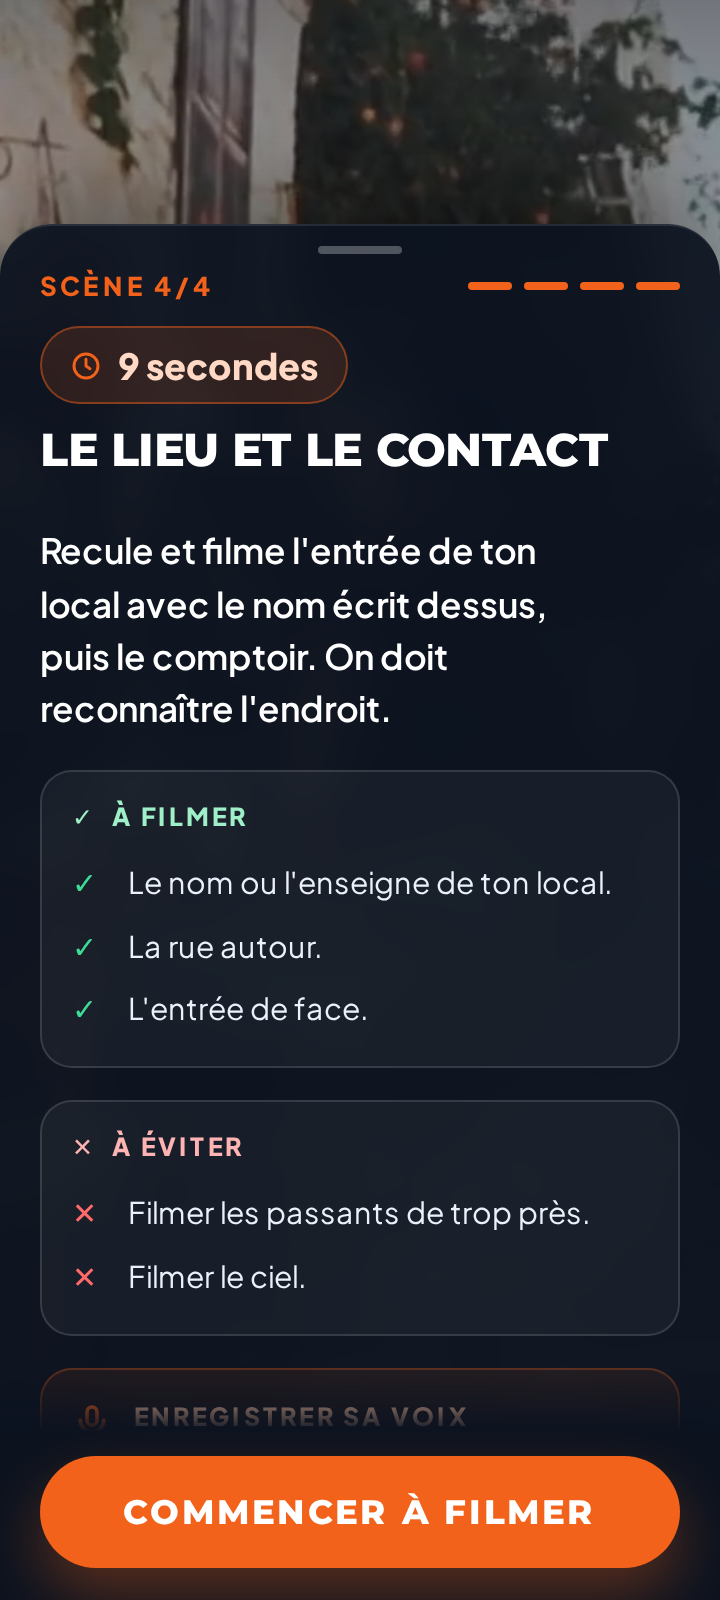 SCÈNE 4/4
9 secondes
LE LIEU ET LE CONTACT
Recule et filme l'entrée de ton
local avec le nom écrit dessus,
puis le comptoir. On doit
reconnaître l'endroit.
✓ À FILMER
✓ Le nom ou l'enseigne de ton local.
✓ La rue autour.
✓ L'entrée de face.
✕ À ÉVITER
✕ Filmer les passants de trop près.
✕ Filmer le ciel.
ENREGISTRER SA VOIX
COMMENCER À FILMER